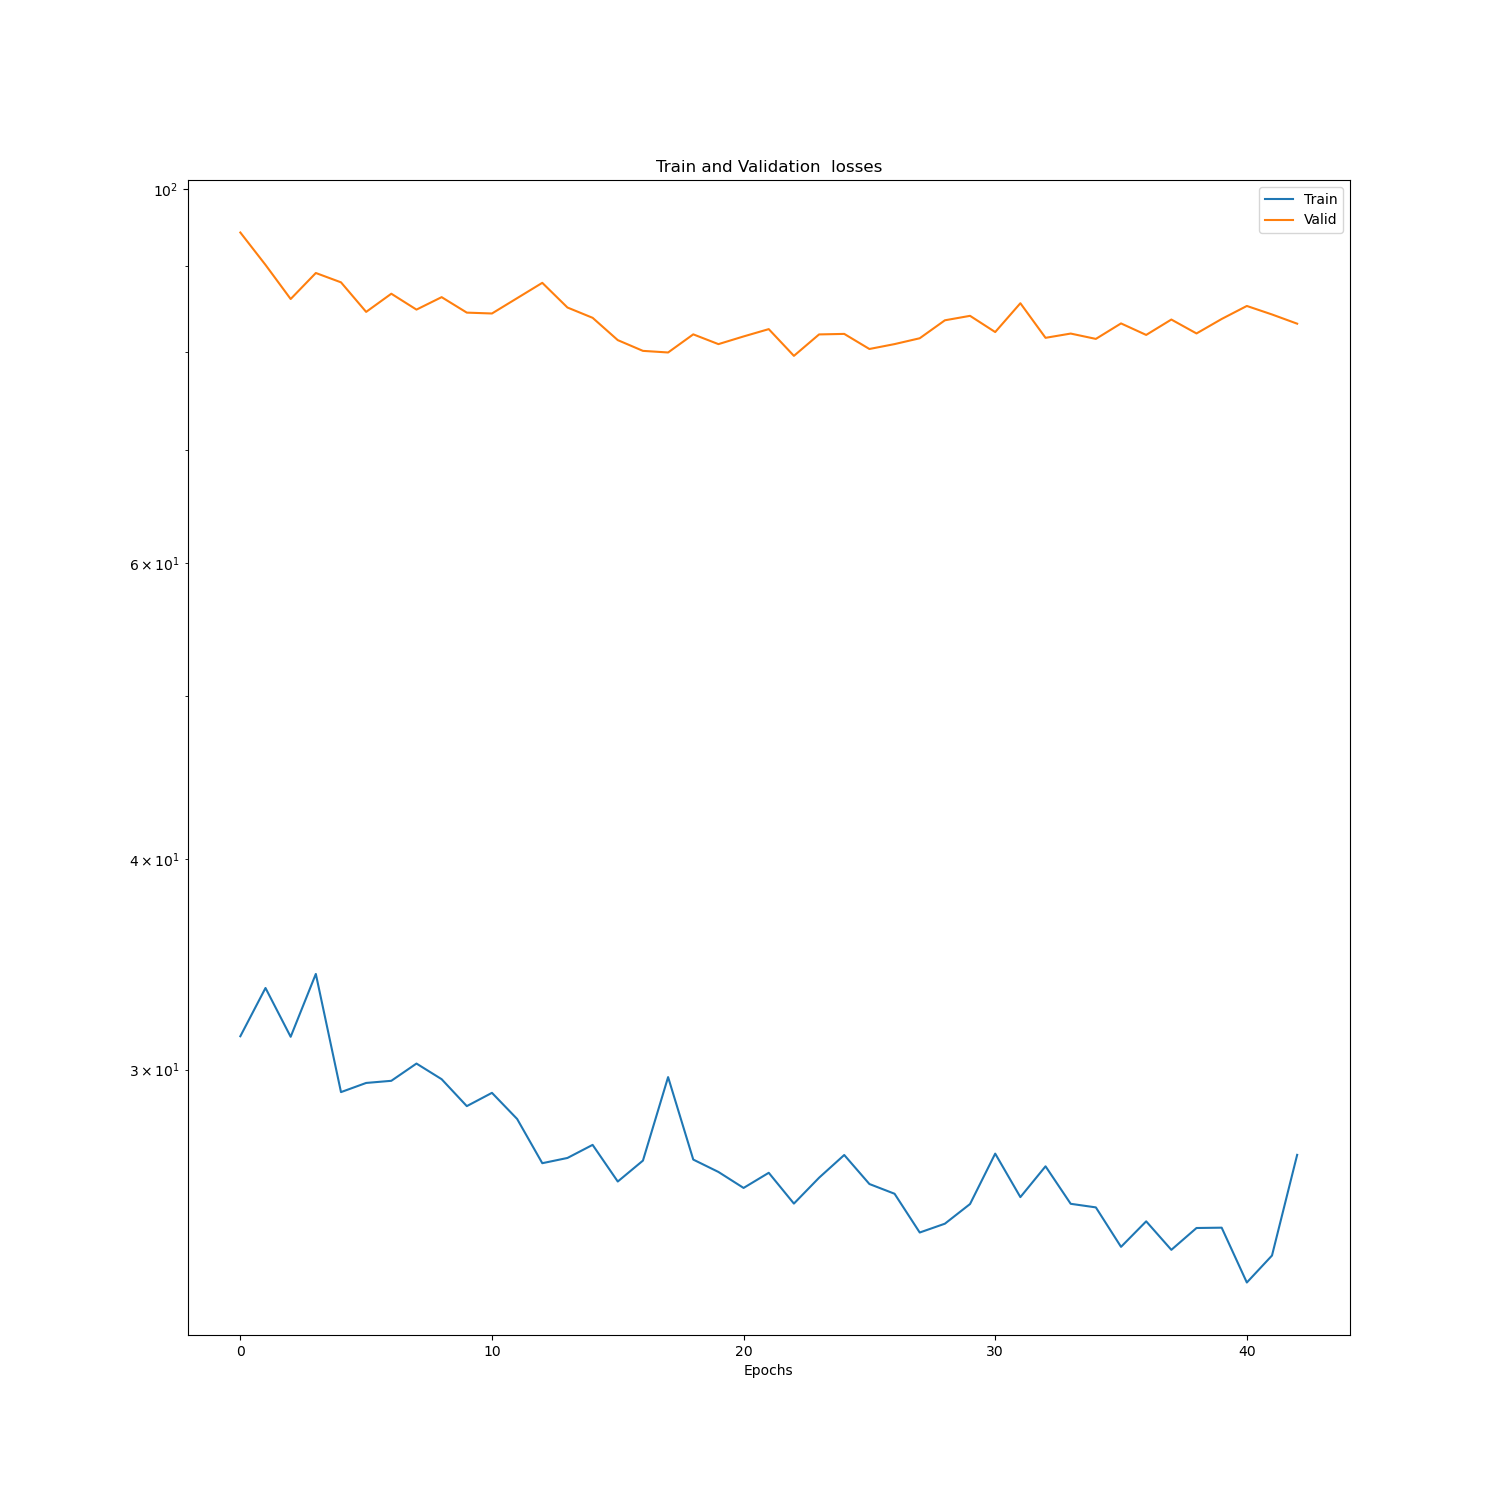 Train and Validation  losses
10²
Train
Valid
6 × 10¹
4 × 10¹
3 × 10¹
0 10 20 30 40
Epochs